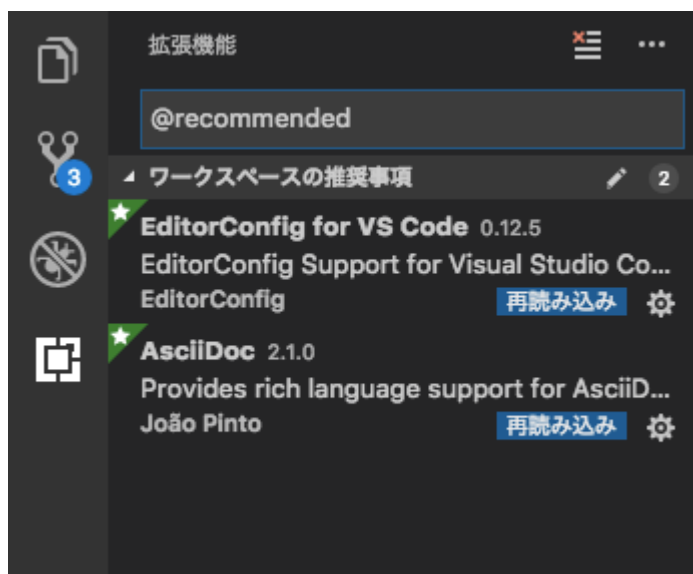 拡張機能
@recommended
3
ワークスペースの推奨事項 2
EditorConfig for VS Code 0.12.5
EditorConfig Support for Visual Studio Co...
EditorConfig 再読み込み
AsciiDoc 2.1.0
Provides rich language support for AsciiD...
João Pinto 再読み込み